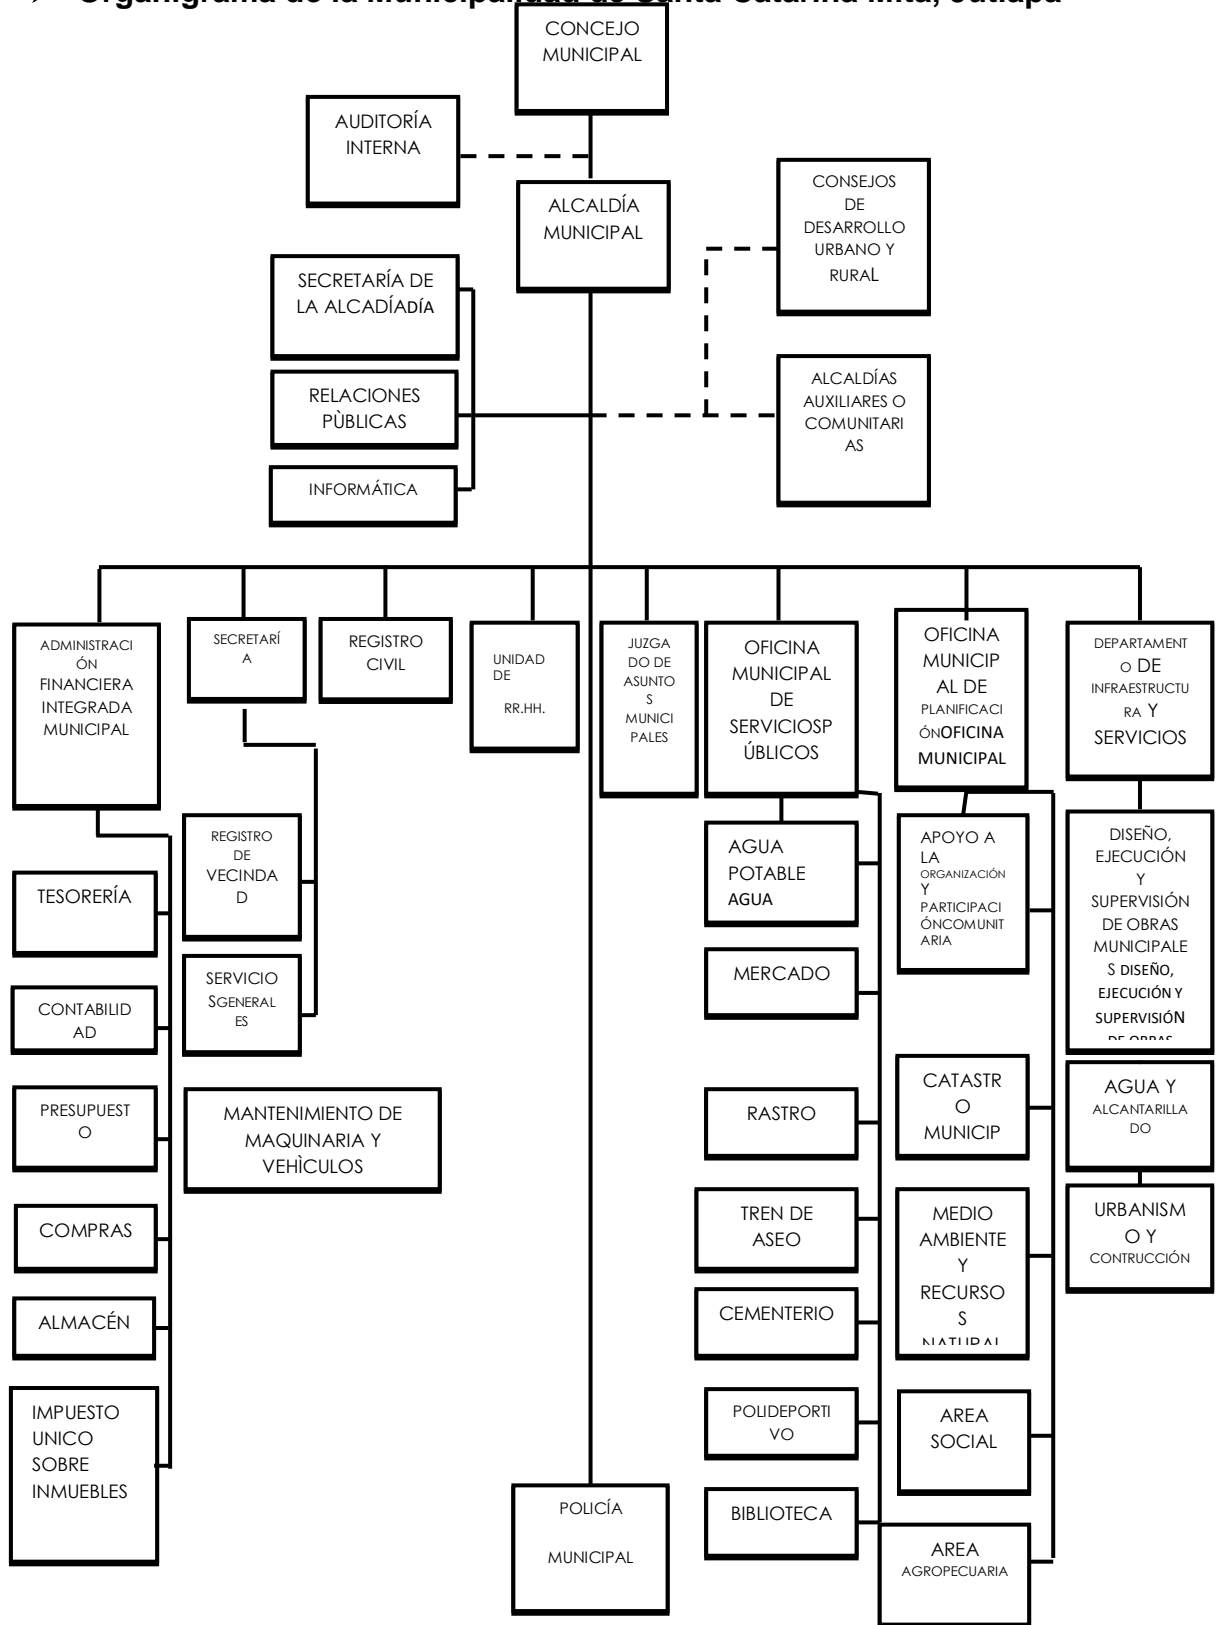 Organigrama de la Municipalidad de Santa Catarina Mita, Jutiapa
CONCEJO
MUNICIPAL
AUDITORÍA
INTERNA
ALCALDÍA
MUNICIPAL
CONSEJOS
DE
DESARROLLO
URBANO Y
RURAL
SECRETARÍA DE
LA ALCADÍADÍA
RELACIONES
PÙBLICAS
INFORMÁTICA
ALCALDÍAS
AUXILIARES O
COMUNITARI
AS
ADMINISTRACI
ÓN
FINANCIERA
INTEGRADA
MUNICIPAL
SECRETARÍ
A
REGISTRO
CIVIL
UNIDAD
DE
RR.HH.
JUZGA
DO DE
ASUNTO
S
MUNICI
PALES
OFICINA
MUNICIPAL
DE
SERVICIOSP
ÚBLICOS
OFICINA
MUNICIP
AL DE
PLANIFICACI
ÓNOFICINA
MUNICIPAL
DEPARTAMENT
O DE
INFRAESTRUCTU
RA Y
SERVICIOS
TESORERÍA
CONTABILID
AD
PRESUPUEST
O
COMPRAS
ALMACÉN
IMPUESTO
UNICO
SOBRE
INMUEBLES
REGISTRO
DE
VECINDA
D
SERVICIO
SGENERAL
ES
MANTENIMIENTO DE
MAQUINARIA Y
VEHÌCULOS
POLICÍA
MUNICIPAL
AGUA
POTABLE
AGUA
MERCADO
RASTRO
TREN DE
ASEO
CEMENTERIO
POLIDEPORTI
VO
BIBLIOTECA
APOYO A
LA
ORGANIZACIÓN
Y
PARTICIPACI
ÓNCOMUNIT
ARIA
CATASTR
O
MUNICIP
MEDIO
AMBIENTE
Y
RECURSO
S
NATURAL
AREA
SOCIAL
AREA
AGROPECUARIA
DISEÑO,
EJECUCIÓN
Y
SUPERVISIÓN
DE OBRAS
MUNICIPALE
S DISEÑO,
EJECUCIÓN Y
SUPERVISIÓN
DE OBRAS
AGUA Y
ALCANTARILLA
DO
URBANISM
O Y
CONTRUCCIÓN